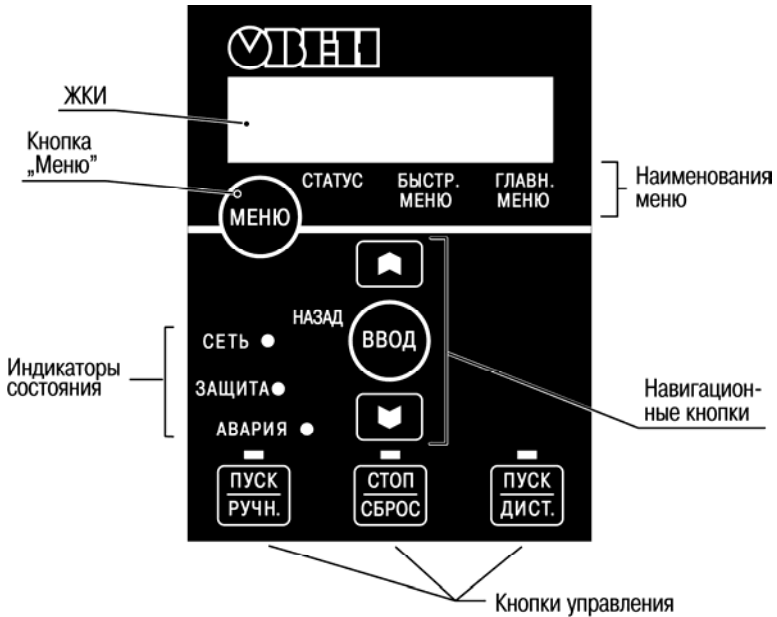 ОВЕН
ЖКИ
Кнопка
„Меню”
СТАТУС
БЫСТР.
МЕНЮ
ГЛАВН.
МЕНЮ
Наименования
меню
МЕНЮ
НАЗАД
ВВОД
СЕТЬ
ЗАЩИТА
АВАРИЯ
Индикаторы
состояния
Навигацион-
ные кнопки
ПУСК
РУЧН.
СТОП
СБРОС
ПУСК
ДИСТ.
Кнопки управления